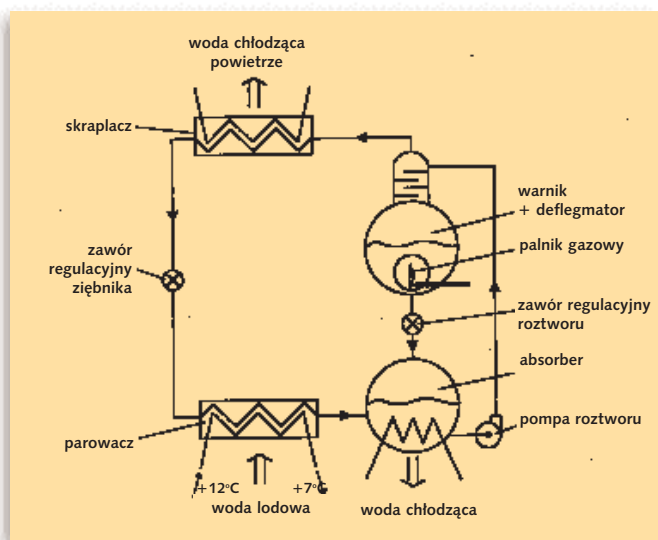 woda chłodząca
powietrze
skraplacz
warnik
+ deflegmator
palnik gazowy
zawór
regulacyjny
ziębnika
zawór regulacyjny
roztworu
absorber
pompa roztworu
parowacz
+12°C
+7°C
woda lodowa
woda chłodząca